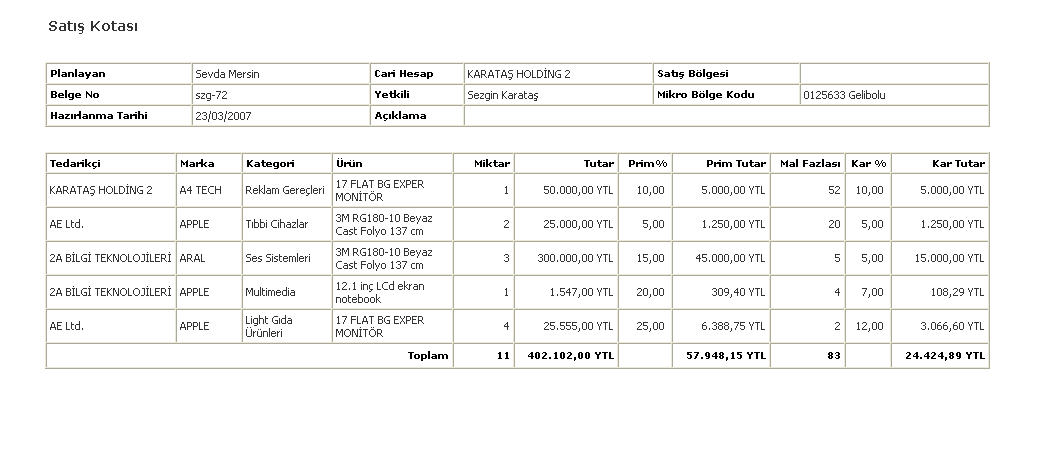 Satış Kotası
Planlayan Sevda Mersin Cari Hesap KARATAŞ HOLDİNG 2 Satış Bölgesi
Belge No szg-72 Yetkili Sezgin Karataş Mikro Bölge Kodu 0125633 Gelibolu
Hazırlanma Tarihi 23/03/2007 Açıklama
Tedarikçi Marka Kategori Ürün Miktar Tutar Prim% Prim Tutar Mal Fazlası Kar % Kar Tutar
KARATAŞ HOLDİNG 2 A4 TECH Reklam Gereçleri 17 FLAT BG EXPER
MONİTÖR 1 50.000,00 YTL 10,00 5.000,00 YTL 52 10,00 5.000,00 YTL
AE Ltd. APPLE Tıbbi Cihazlar 3M RG180-10 Beyaz
Cast Folyo 137 cm 2 25.000,00 YTL 5,00 1.250,00 YTL 20 5,00 1.250,00 YTL
2A BİLGİ TEKNOLOJİLERİ ARAL Ses Sistemleri 3M RG180-10 Beyaz
Cast Folyo 137 cm 3 300.000,00 YTL 15,00 45.000,00 YTL 5 5,00 15.000,00 YTL
2A BİLGİ TEKNOLOJİLERİ APPLE Multimedia 12.1 inç LCd ekran
notebook 1 1.547,00 YTL 20,00 309,40 YTL 4 7,00 108,29 YTL
AE Ltd. APPLE Light Gıda
Ürünleri 17 FLAT BG EXPER
MONİTÖR 4 25.555,00 YTL 25,00 6.388,75 YTL 2 12,00 3.066,60 YTL
Toplam 11 402.102,00 YTL 57.948,15 YTL 83 24.424,89 YTL